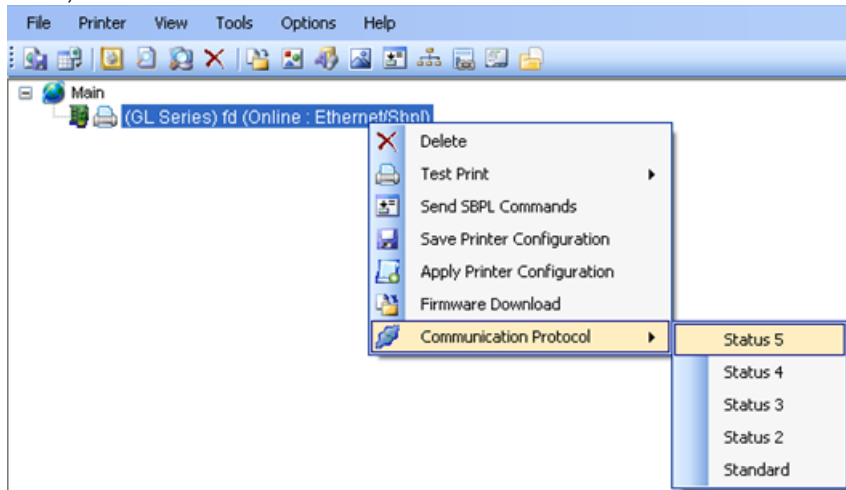 File Printer View Tools Options Help
Main
(GL Series) fd (Online : Ethernet/Sbpl)
Delete
Test Print
Send SBPL Commands
Save Printer Configuration
Apply Printer Configuration
Firmware Download
Communication Protocol
Status 5
Status 4
Status 3
Status 2
Standard